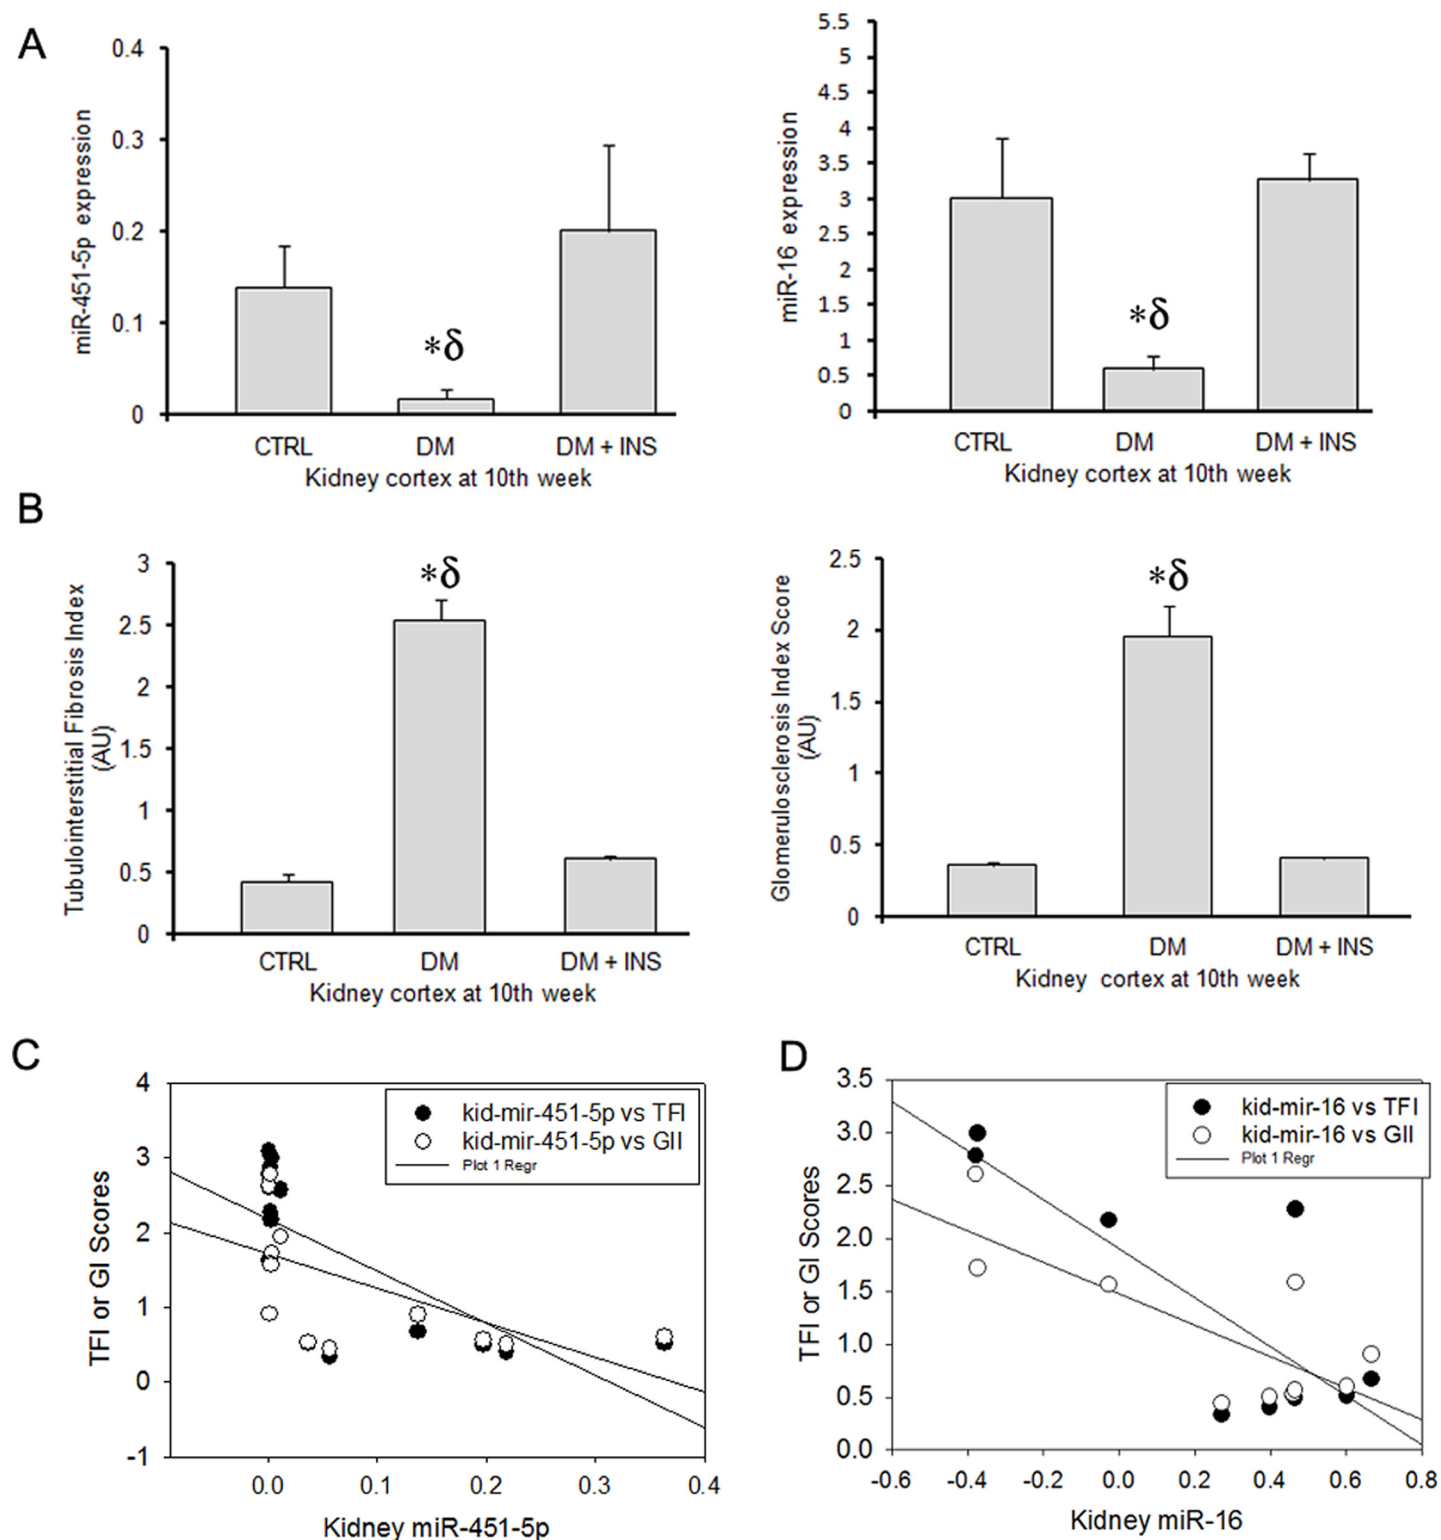 A
miR-451-5p expression
0.4
0.3
0.2
0.1
0
*δ
CTRL DM DM + INS
Kidney cortex at 10th week
miR-16 expression
5.5
5
4.5
4
3.5
3
2.5
2
1.5
1
0.5
0
*δ
CTRL DM DM + INS
Kidney cortex at 10th week
B
Tubulointerstitial Fibrosis Index
(AU)
3
2.5
2
1.5
1
0.5
0
*δ
CTRL DM DM + INS
Kidney cortex at 10th week
Glomerulosclerosis Index Score
(AU)
2.5
2
1.5
1
0.5
0
*δ
CTRL DM DM + INS
Kidney cortex at 10th week
C
TFI or GI Scores
4
3
2
1
0
-1
kid-mir-451-5p vs TFI
kid-mir-451-5p vs GII
Plot 1 Regr
0.0 0.1 0.2 0.3 0.4
Kidney miR-451-5p
D
TFI or GI Scores
3.5
3.0
2.5
2.0
1.5
1.0
0.5
0.0
kid-mir-16 vs TFI
kid-mir-16 vs GII
Plot 1 Regr
-0.6 -0.4 -0.2 0.0 0.2 0.4 0.6 0.8
Kidney miR-16